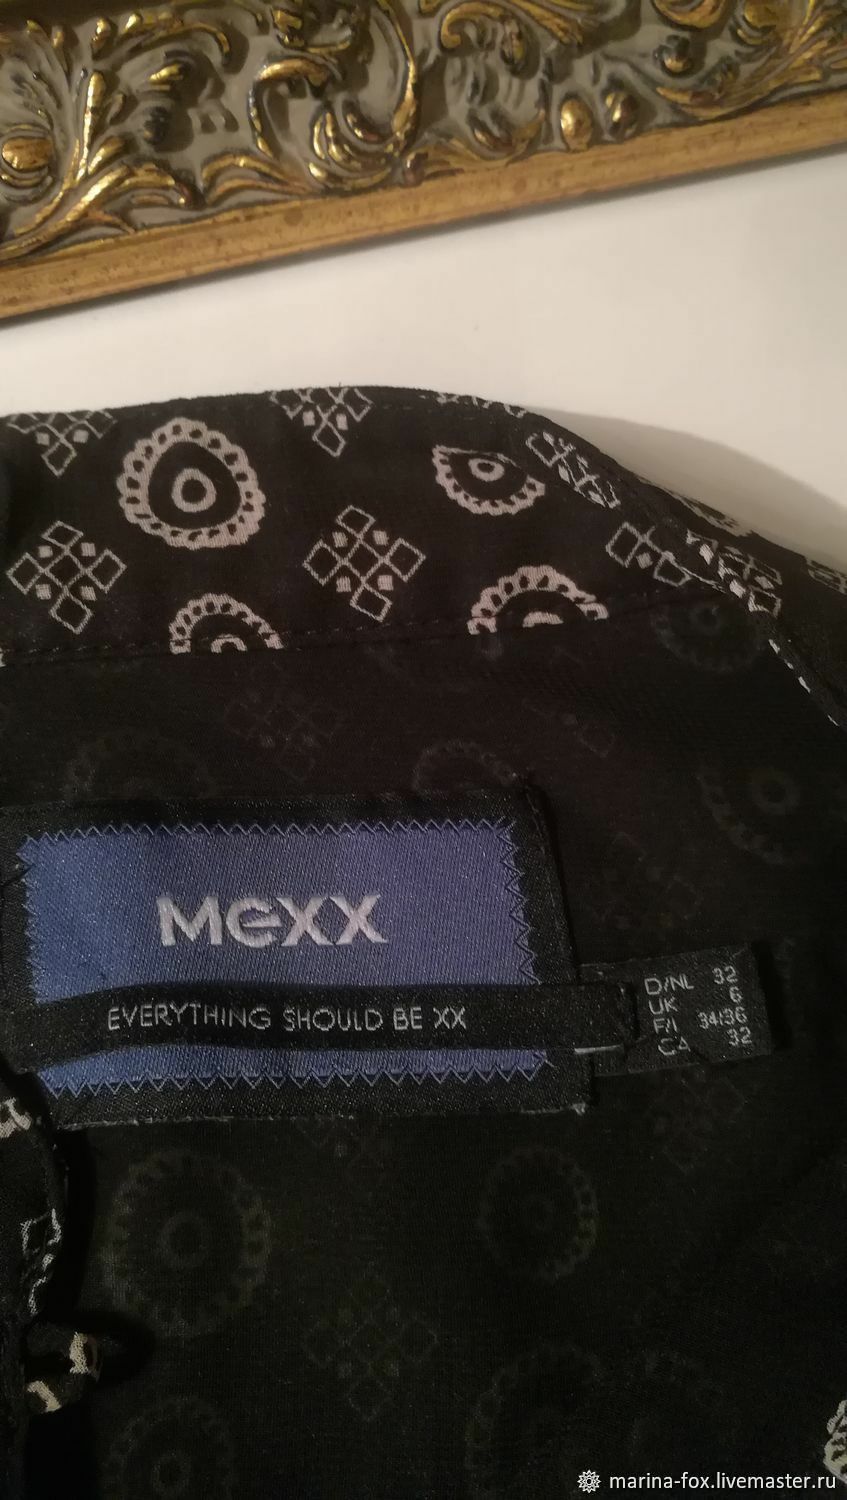 Mexx
EVERYTHING SHOULD BE XX
D/NL 32
UK 6
F/I 34/36
CA 32
marina-fox.livemaster.ru